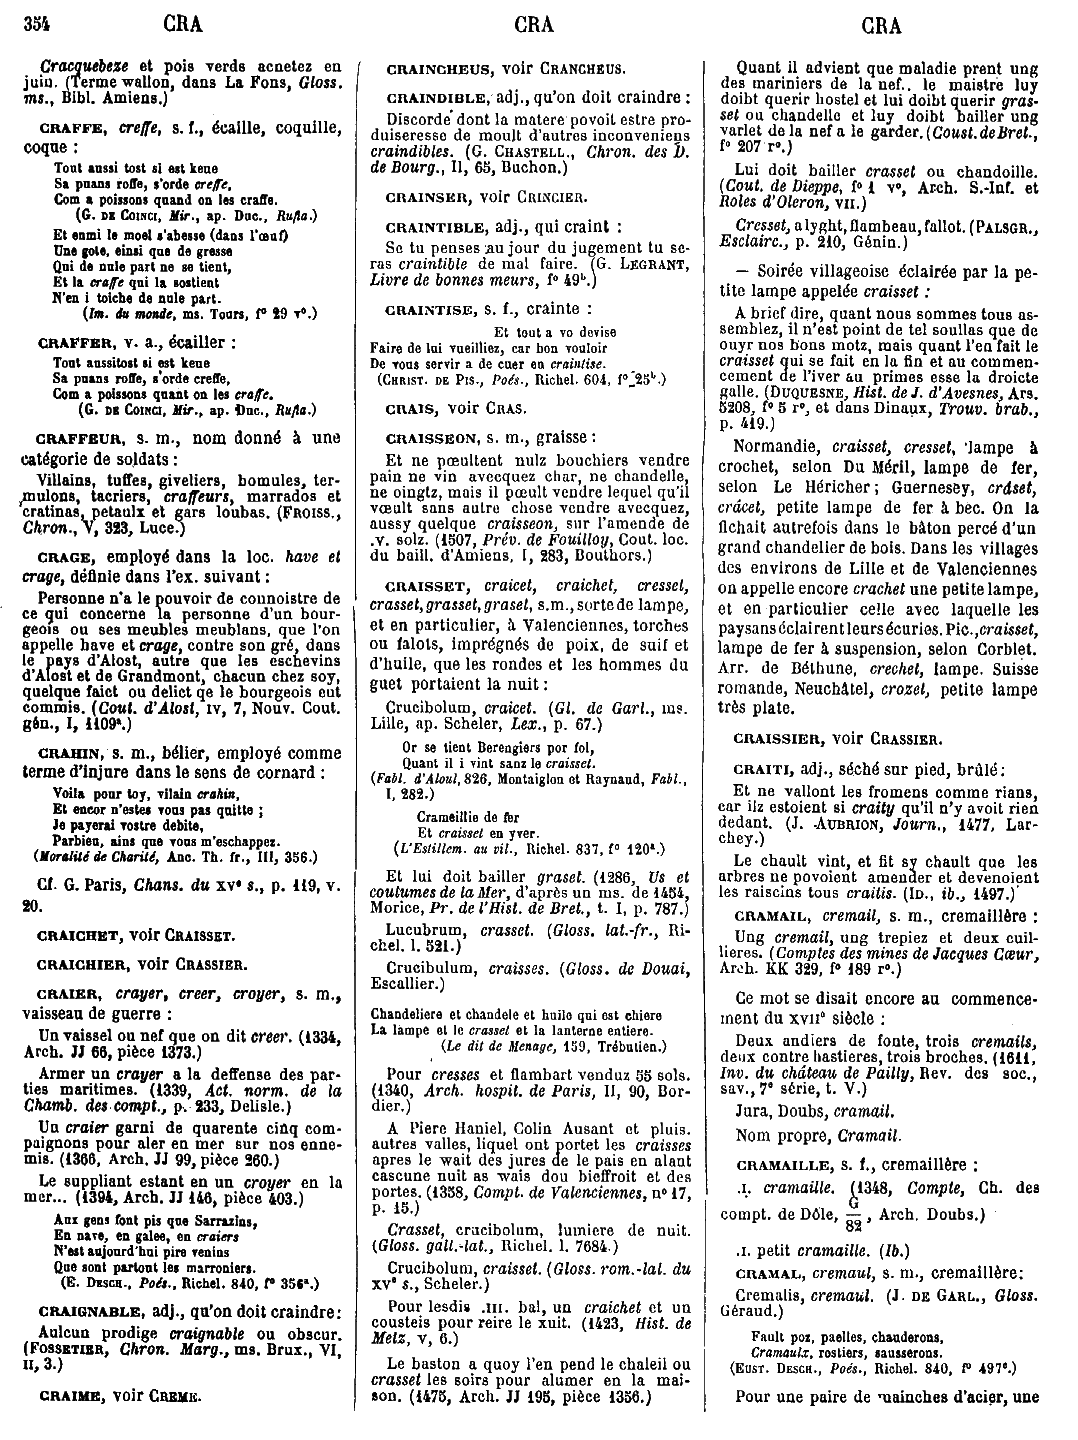 354 CRA CRA CRA
Cracquebeze et pois verds acnetez en
juin. (Terme wallon, dans La Fons, Gloss.
ms., Bibl. Amiens.)
CRAFFE, creffe, s. f., écaille, coquille,
coque :
Tout aussi tost si est keue
Sa puans roffe, s'orde creffe,
Com a poissons quand on les craffe.
(G. DE COINCI, Mir., ap. Duc., Rufla.)
Et enmi le moel s'abesse (dans l'œuf)
Une gote, einsi que de gresse
Qui de nule part ne se tient,
Et la craffe qui la sostient
N'en i toiche de nule part.
(Im. du monde, ms. Tours, f° 29 v°.)
CRAFFER, v. a., écailler :
Tout aussitost si est keue
Sa puans roffe, s'orde creffe,
Com a poissons quant on les craffe.
(G. DE COINCI, Mir., ap. Duc., Rufla.)
CRAFFEUR, s. m., nom donné à une
catégorie de soldats :
Villains, tuffes, giveliers, bomules, ter-
mulons, tacriers, craffeurs, marrados et
cratinas, petaulx et gars loubas. (FROISS.,
Chron., V, 323, Luce.)
CRAGE, employé dans la loc. have et
crage, définie dans l'ex. suivant :
Personne n'a le pouvoir de connoistre de
ce qui concerne la personne d'un bour-
geois ou ses meubles meublans, que l'on
appelle have et crage, contre son gré, dans
le pays d'Alost, autre que les eschevins
d'Alost et de Grandmont, chacun chez soy,
quelque faict ou delict qe le bourgeois eut
commis. (Cout. d'Alost, IV, 7, Nouv. Cout.
gén., I, 1109ª.)
CRAHIN, s. m., bélier, employé comme
terme d'injure dans le sens de cornard :
Voila pour toy, vilain crahin,
Et encor n'estes vous pas quitte ;
Je payerai vostre debite,
Parbieu, ains que vous m'eschappez.
(Moralité de Charité, Anc. Th. fr., III, 356.)
Cf. G. Paris, Chans. du XVᵉ s., p. 119, v.
20.
CRAICHET, voir CRAISSET.
CRAICHIER, voir CRASSIER.
CRAIER, crayer, creer, croyer, s. m.,
vaisseau de guerre :
Un vaissel ou nef que on dit creer. (1334,
Arch. JJ 66, pièce 1373.)
Armer un crayer a la deffense des par-
ties maritimes. (1339, Act. norm. de la
Chamb. des compt., p. 233, Delisle.)
Un craier garni de quarente cinq com-
paignons pour aler en mer sur nos enne-
mis. (1366, Arch. JJ 99, pièce 260.)
Le suppliant estant en un croyer en la
mer... (1394, Arch. JJ 146, pièce 403.)
Aux gens font pis que Sarrazins,
En nave, en galee, en craiers
N'est aujourd'hui pire venins
Que sont partout les marroniers.
(E. DESCH., Poés., Richel. 840, f° 356ª.)
CRAIGNABLE, adj., qu'on doit craindre :
Aulcun prodige craignable ou obscur.
(FOSSETIER, Chron. Marg., ms. Brux., VI,
II, 3.)
CRAIME, voir CREME.
CRAINCHEUS, voir CRANCHEUS.
CRAINDIBLE, adj., qu'on doit craindre :
Discorde dont la matere povoit estre pro-
duiseresse de moult d'autres inconveniens
craindibles. (G. CHASTELL., Chron. des D.
de Bourg., II, 65, Buchon.)
CRAINSER, voir CRINCIER.
CRAINTIBLE, adj., qui craint :
Se tu penses au jour du jugement tu se-
ras craintible de mal faire. (G. LEGRANT,
Livre de bonnes meurs, f° 49ᵇ.)
CRAINTISE, s. f., crainte :
Et tout a vo devise
Faire de lui vueilliez, car bon vouloir
De vous servir a de cuer en craintise.
(CHRIST. DE PIS., Poés., Richel. 604, f° 25ᵇ.)
CRAIS, voir CRAS.
CRAISSEON, s. m., graisse :
Et ne pœultent nulz bouchiers vendre
pain ne vin avecquez char, ne chandelle,
ne oingtz, mais il pœult vendre lequel qu'il
vœult sans autre chose vendre avecquez,
aussy quelque craisseon, sur l'amende de
.v. solz. (1507, Prév. de Fouilloy, Cout. loc.
du baill. d'Amiens, I, 283, Bouthors.)
CRAISSET, craicet, craichet, cresset,
crasset, grasset, graset, s.m., sorte de lampe,
et en particulier, à Valenciennes, torches
ou falots, imprégnés de poix, de suif et
d'huile, que les rondes et les hommes du
guet portaient la nuit :
Crucibolum, craicet. (Gl. de Garl., ms.
Lille, ap. Scheler, Lex., p. 67.)
Or se tient Berengiers por fol,
Quant il i vint sanz le craisset.
(Fabl. d'Aloul, 826, Montaiglon et Raynaud, Fabl.,
I, 282.)
Crameillie de fer
Et craisset en yver.
(L'Estillem. au vil., Richel. 837, f° 120ª.)
Et lui doit bailler graset. (1286, Us et
coutumes de la Mer, d'après un ms. de 1454,
Morice, Pr. de l'Hist. de Bret., t. I, p. 787.)
Lucubrum, crasset. (Gloss. lat.-fr., Ri-
chel. l. 521.)
Crucibulum, craisses. (Gloss. de Douai,
Escallier.)
Chandeliere et chandele et huile qui est chiere
La lampe et le crasset et la lanterne entiere.
(Le dit de Menage, 159, Trébutien.)
Pour cresses et flambart venduz 55 sols.
(1340, Arch. hospit. de Paris, II, 90, Bor-
dier.)
A Piere Haniel, Colin Ausant et pluis.
autres valles, liquel ont portet les craisses
apres le wait des jures de le pais en alant
cascune nuit as wais dou bieffroit et des
portes. (1358, Compt. de Valenciennes, n° 17,
p. 15.)
Crasset, crucibolum, lumiere de nuit.
(Gloss. gall.-lat., Richel. l. 7684.)
Crucibolum, craisset. (Gloss. rom.-lat. du
XVᵉ s., Scheler.)
Pour lesdis .III. bal, un craichet et un
cousteis pour reire le xuit. (1423, Hist. de
Metz, V, 6.)
Le baston a quoy l'en pend le chaleil ou
crasset les soirs pour alumer en la mai-
son. (1475, Arch. JJ 195, pièce 1356.)
Quant il advient que maladie prent ung
des mariniers de la nef.. le maistre luy
doibt querir hostel et lui doibt querir gras-
set ou chandelle et luy doibt bailler ung
varlet de la nef a le garder. (Coust. de Bret.,
f° 207 r°.)
Lui doit bailler crasset ou chandoille.
(Cout. de Dieppe, f° 1 v°, Arch. S.-Inf. et
Roles d'Oleron, VII.)
Cresset, a lyght, flambeau, fallot. (PALSGR.,
Esclairc., p. 210, Génin.)
— Soirée villageoise éclairée par la pe-
tite lampe appelée craisset :
A brief dire, quant nous sommes tous as-
semblez, il n'est point de tel soullas que de
ouyr nos bons motz, mais quant l'en fait le
craisset qui se fait en la fin et au commen-
cement de l'iver au primes esse la droicte
galle. (DUQUESNE, Hist. de J. d'Avesnes, Ars.
5208, f° 5 r°, et dans Dinaux, Trouv. brab.,
p. 419.)
Normandie, craisset, cresset, lampe à
crochet, selon Du Méril, lampe de fer,
selon Le Héricher ; Guernesey, crâset,
crácet, petite lampe de fer à bec. On la
fichait autrefois dans le bâton percé d'un
grand chandelier de bois. Dans les villages
des environs de Lille et de Valenciennes
on appelle encore crachet une petite lampe,
et en particulier celle avec laquelle les
paysans éclairent leurs écuries. Pic., craisset,
lampe de fer à suspension, selon Corblet.
Arr. de Béthune, crechet, lampe. Suisse
romande, Neuchâtel, crozet, petite lampe
très plate.
CRAISSIER, voir CRASSIER.
CRAITI, adj., séché sur pied, brûlé :
Et ne vallont les fromens comme rians,
car ilz estoient si craity qu'il n'y avoit rien
dedant. (J. AUBRION, Journ., 1477, Lar-
chey.)
Le chault vint, et fit sy chault que les
arbres ne povoient amender et devenoient
les raiscins tous crailis. (ID., ib., 1497.)
CRAMAIL, cremail, s. m., cremaillère :
Ung cremail, ung trepiez et deux cuil-
lieres. (Comptes des mines de Jacques Cœur,
Arch. KK 329, f° 189 r°.)
Ce mot se disait encore au commence-
ment du XVIIᵉ siècle :
Deux andiers de fonte, trois cremails,
deux contre hastieres, trois broches. (1611,
Inv. du château de Pailly, Rev. des soc.,
sav., 7ᵉ série, t. V.)
Jura, Doubs, cramail.
Nom propre, Cramail.
CRAMAILLE, s. f., cremaillère :
.I. cramaille. (1348, Compte, Ch. des
compt. de Dôle, G/82, Arch. Doubs.)
.I. petit cramaille. (Ib.)
CRAMAL, cremaul, s. m., cremaillère:
Cremalis, cremaul. (J. DE GARL., Gloss.
Géraud.)
Fault poz, paelles, chauderons,
Cramaulx, rostiers, sausserons.
(EUST. DESCH., Poés., Richel. 840, f° 497ᵉ.)
Pour une paire de mainches d'acier, une